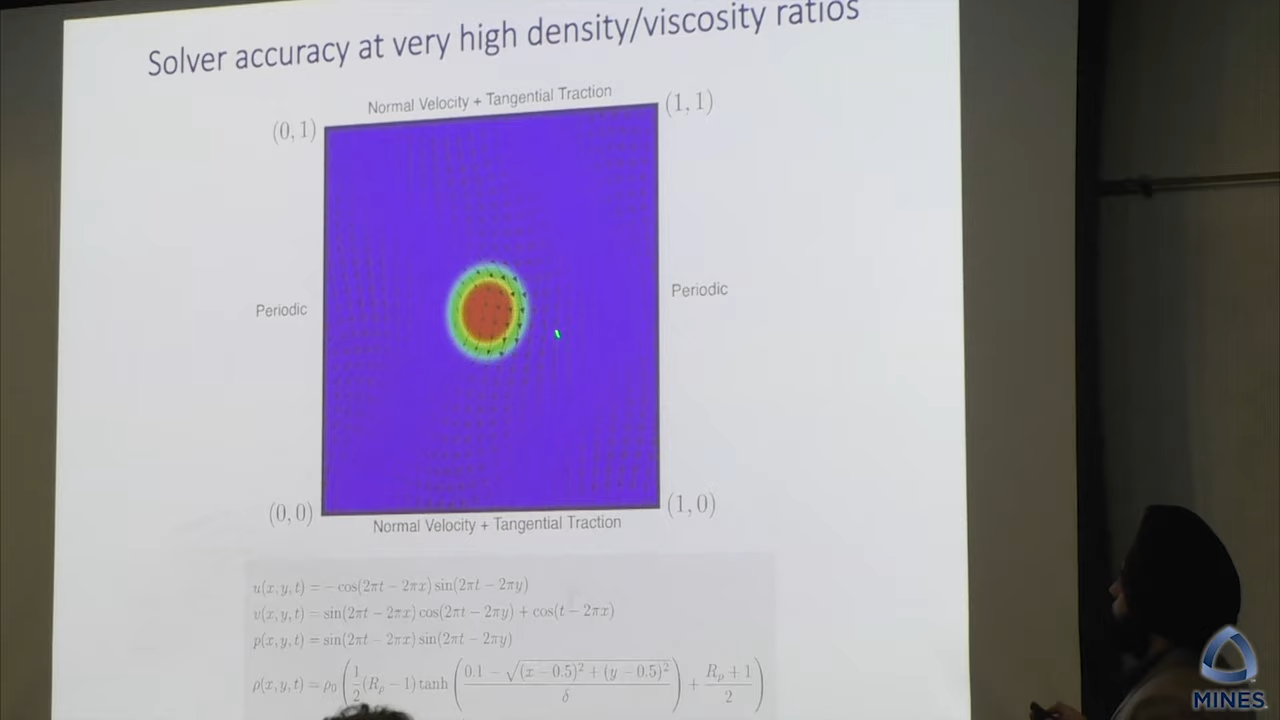 Solver accuracy at very high density/viscosity ratios
Normal Velocity + Tangential Traction
(0, 1)
(1, 1)
Periodic
Periodic
(0, 0)
(1, 0)
Normal Velocity + Tangential Traction
u(x, y, t) = − cos(2πt − 2πx) sin(2πt − 2πy)
v(x, y, t) = sin(2πt − 2πx) cos(2πt − 2πy) + cos(t − 2πx)
p(x, y, t) = sin(2πt − 2πx) sin(2πt − 2πy)
ρ(x, y, t) = ρ₀ (1/2 (R_ρ − 1) tanh ((0.1 − √((x − 0.5)² + (y − 0.5)²))/δ) + (R_ρ + 1)/2)
MINES